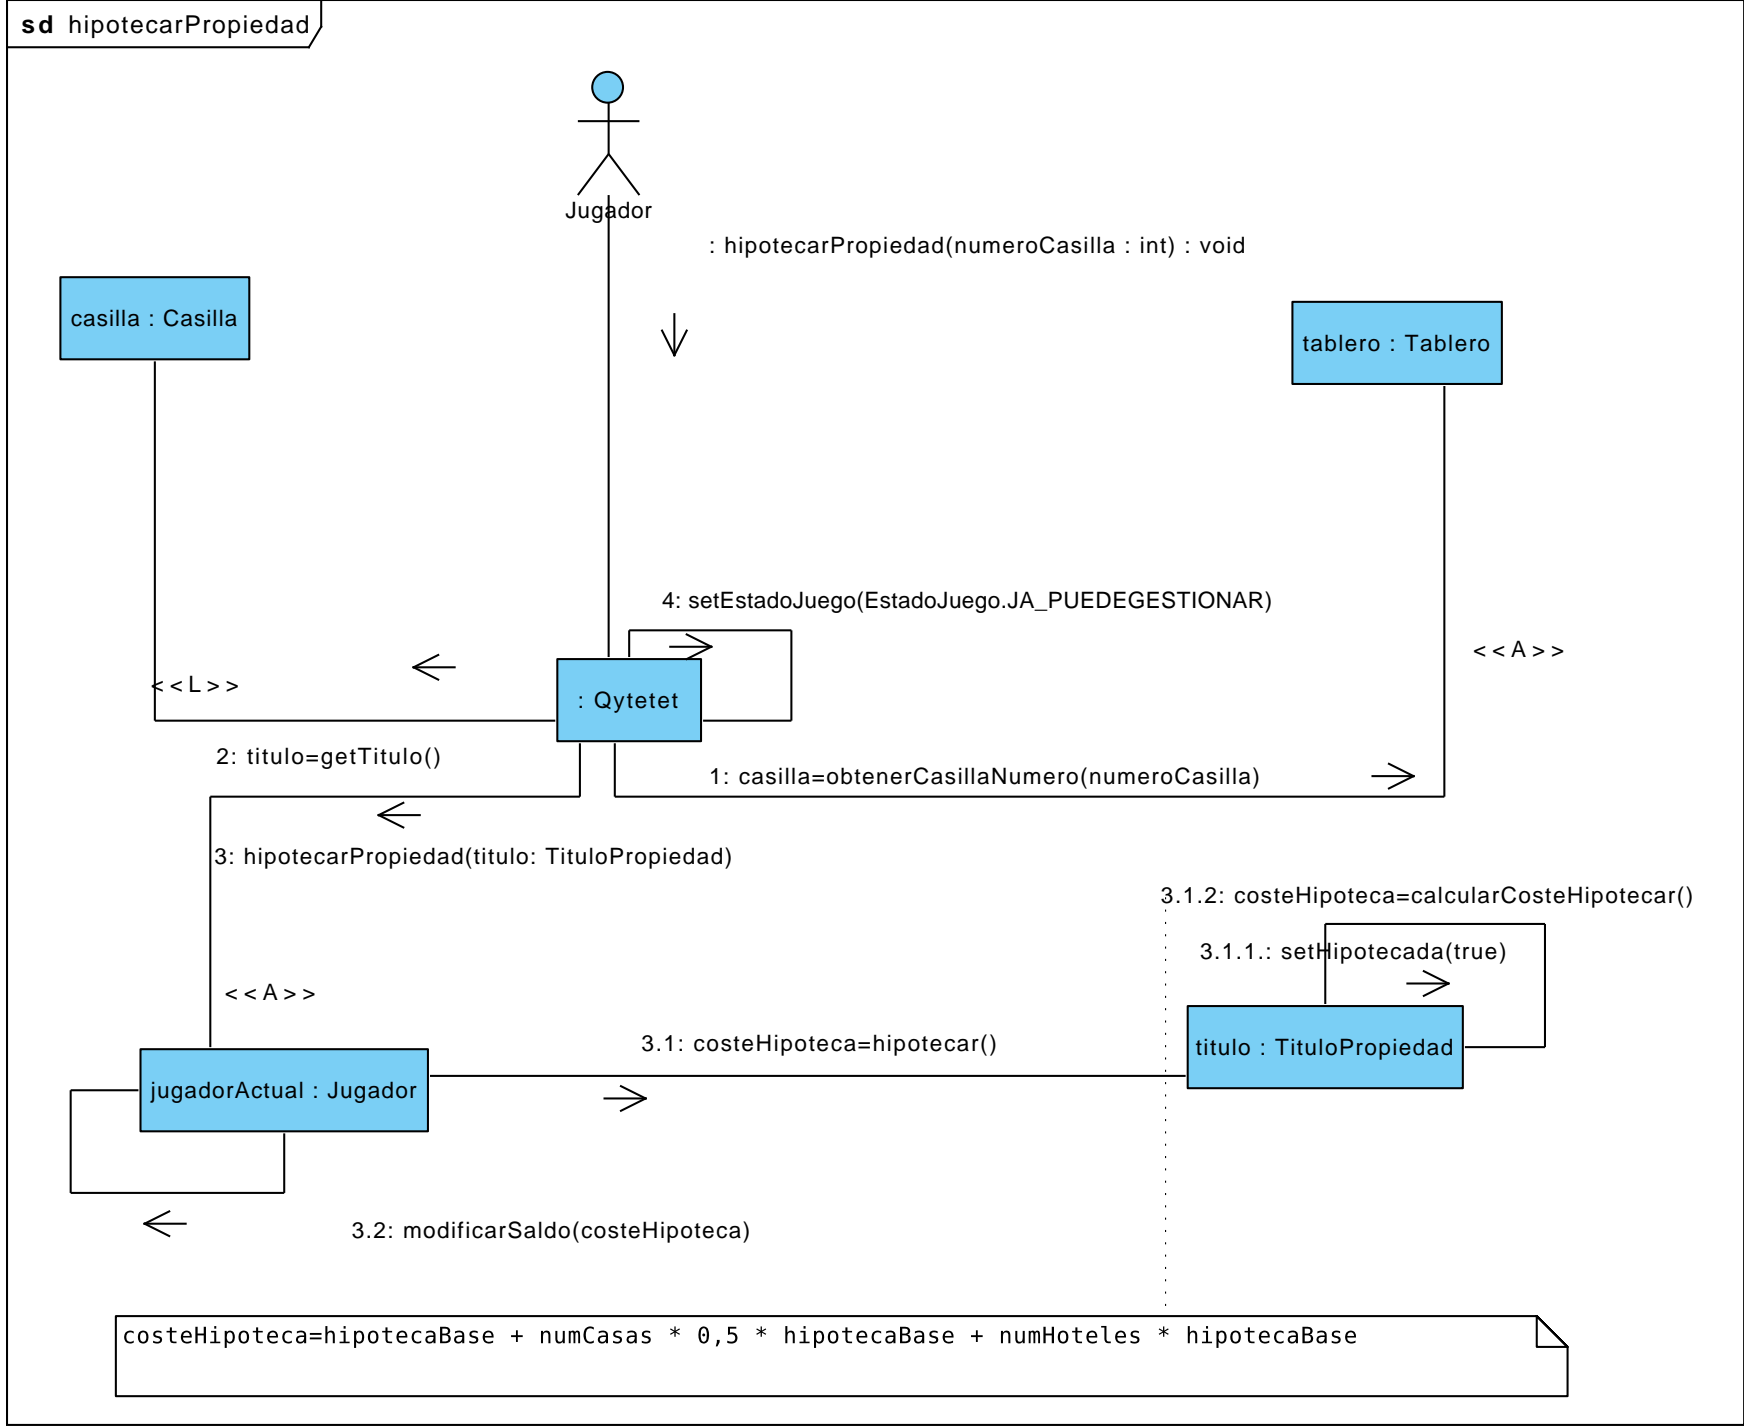 sd hipotecarPropiedad
Jugador
: hipotecarPropiedad(numeroCasilla : int) : void
casilla : Casilla
tablero : Tablero
4: setEstadoJuego(EstadoJuego.JA_PUEDEGESTIONAR)
<<A>>
<<L>>
: Qytetet
2: titulo=getTitulo()
1: casilla=obtenerCasillaNumero(numeroCasilla)
3: hipotecarPropiedad(titulo: TituloPropiedad)
3.1.2: costeHipoteca=calcularCosteHipotecar()
3.1.1.: setHipotecada(true)
<<A>>
3.1: costeHipoteca=hipotecar()
titulo : TituloPropiedad
jugadorActual : Jugador
3.2: modificarSaldo(costeHipoteca)
costeHipoteca=hipotecaBase + numCasas * 0,5 * hipotecaBase + numHoteles * hipotecaBase